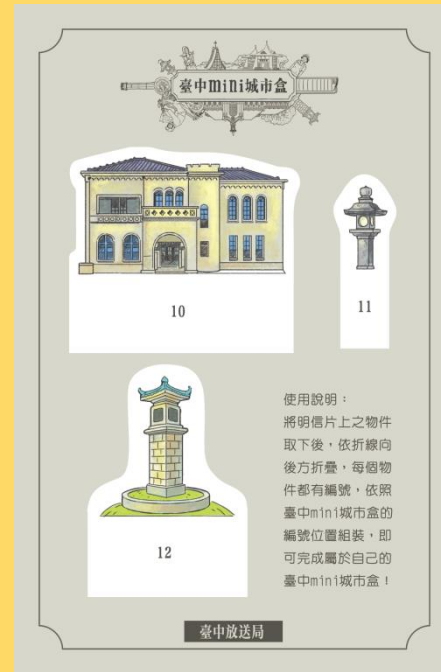 臺中mini城市盒
10
11
12
使用說明：
將明信片上之物件
取下後，依折線向
後方折疊，每個物
件都有編號，依照
臺中mini城市盒的
編號位置組裝，即
可完成屬於自己的
臺中mini城市盒！
臺中放送局